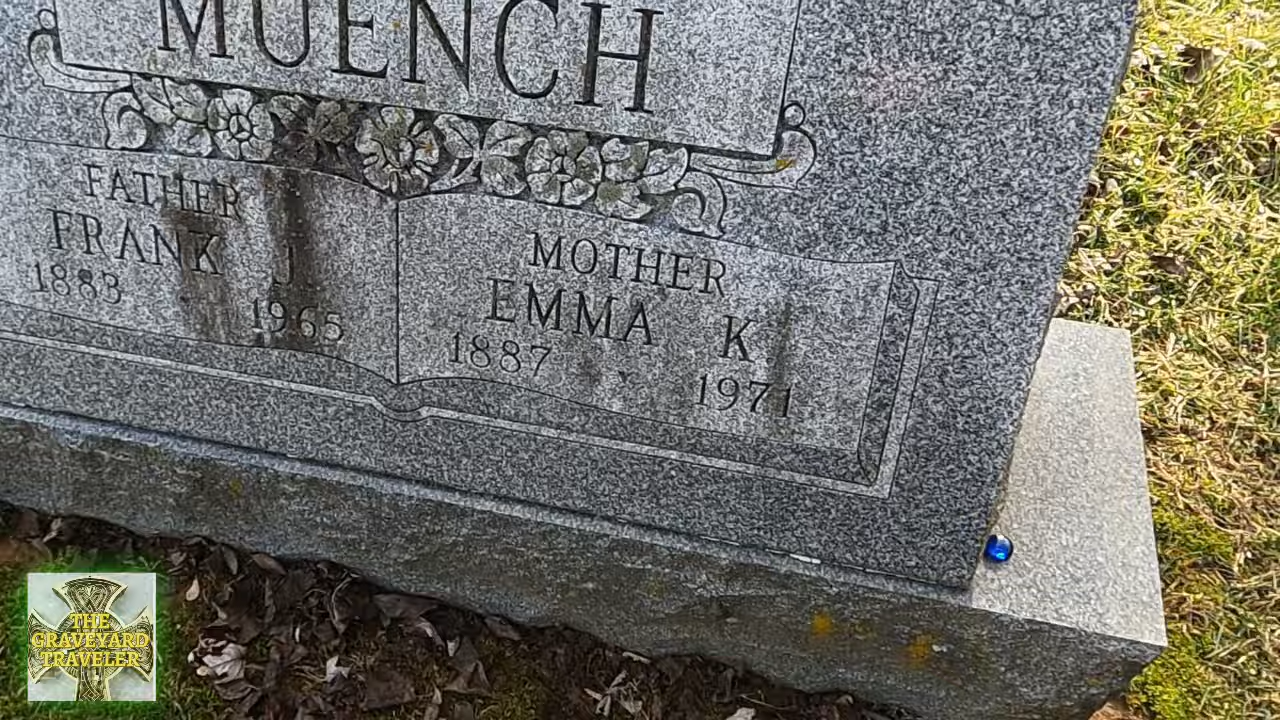 MUENCH
FATHER
FRANK J
1883 1965
MOTHER
EMMA K
1887 1971
THE
GRAVEYARD
TRAVELER